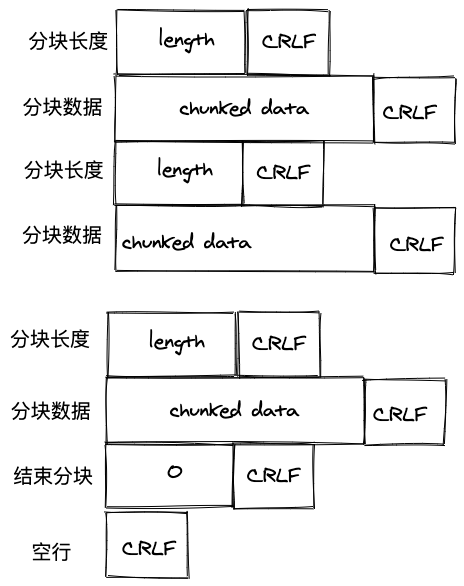 分块长度 length CRLF
分块数据 chunked data CRLF
分块长度 length CRLF
分块数据 chunked data CRLF
分块长度 length CRLF
分块数据 chunked data CRLF
结束分块 0 CRLF
空行 CRLF